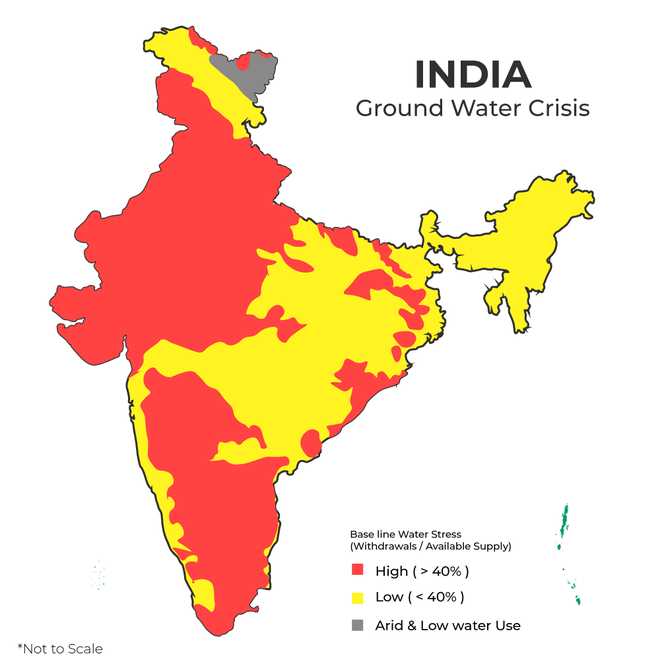 INDIA
Ground Water Crisis
Base line Water Stress
(Withdrawals / Available Supply)
High ( > 40% )
Low ( < 40% )
Arid & Low water Use
*Not to Scale